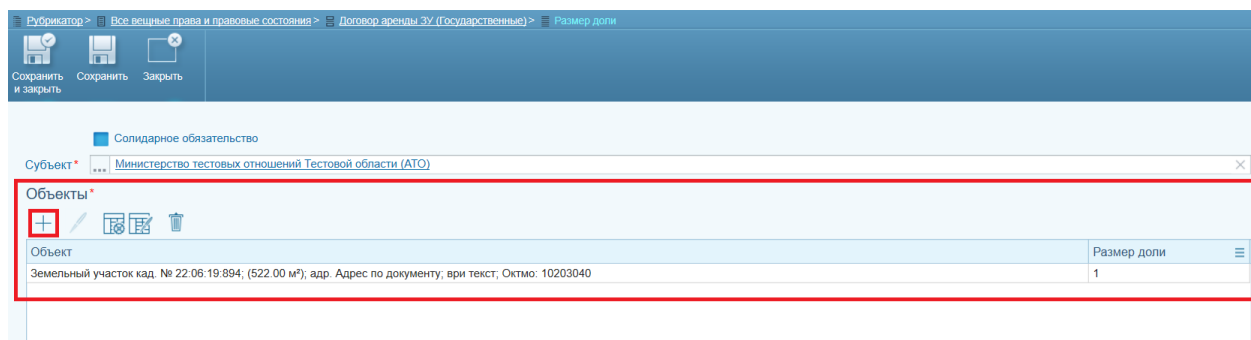 Рубрикатор > Все вещные права и правовые состояния > Договор аренды ЗУ (Государственные) > Размер доли
Сохранить и закрыть
Сохранить
Закрыть
Солидарное обязательство
Субъект * ... Министерство тестовых отношений Тестовой области (АТО)
Объекты *
Объект Размер доли
Земельный участок кад. № 22:06:19:894; (522.00 м²); адр. Адрес по документу; ври текст; Октмо: 10203040 1